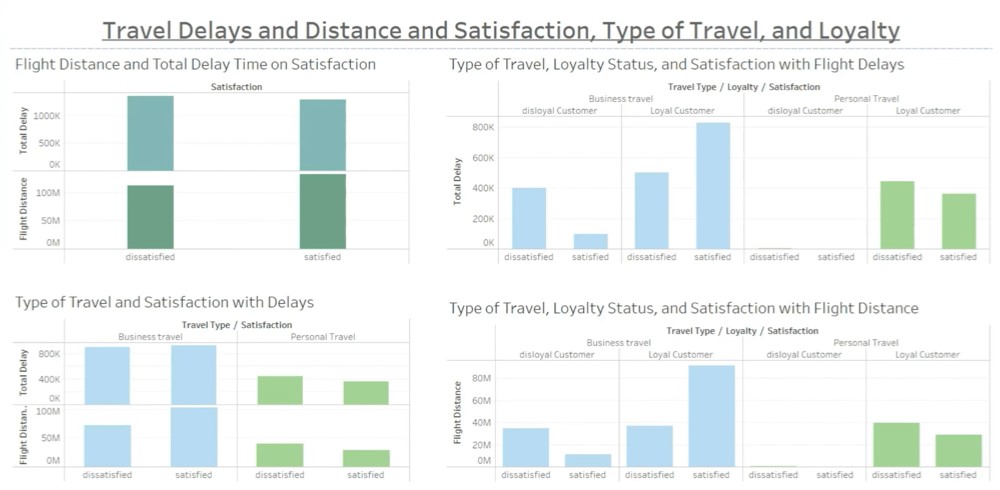 Travel Delays and Distance and Satisfaction, Type of Travel, and Loyalty
Flight Distance and Total Delay Time on Satisfaction
Satisfaction
Total Delay
1000K
500K
0K
Flight Distance
100M
50M
0M
dissatisfied satisfied
Type of Travel, Loyalty Status, and Satisfaction with Flight Delays
Travel Type / Loyalty / Satisfaction
Business travel Personal Travel
disloyal Customer Loyal Customer disloyal Customer Loyal Customer
Total Delay
800K
600K
400K
200K
0K
dissatisfied satisfied dissatisfied satisfied dissatisfied satisfied dissatisfied satisfied
Type of Travel and Satisfaction with Delays
Travel Type / Satisfaction
Business travel Personal Travel
Total Delay
800K
400K
0K
Flight Distan..
100M
50M
0M
dissatisfied satisfied dissatisfied satisfied
Type of Travel, Loyalty Status, and Satisfaction with Flight Distance
Travel Type / Loyalty / Satisfaction
Business travel Personal Travel
disloyal Customer Loyal Customer disloyal Customer Loyal Customer
Flight Distance
80M
60M
40M
20M
0M
dissatisfied satisfied dissatisfied satisfied dissatisfied satisfied dissatisfied satisfied